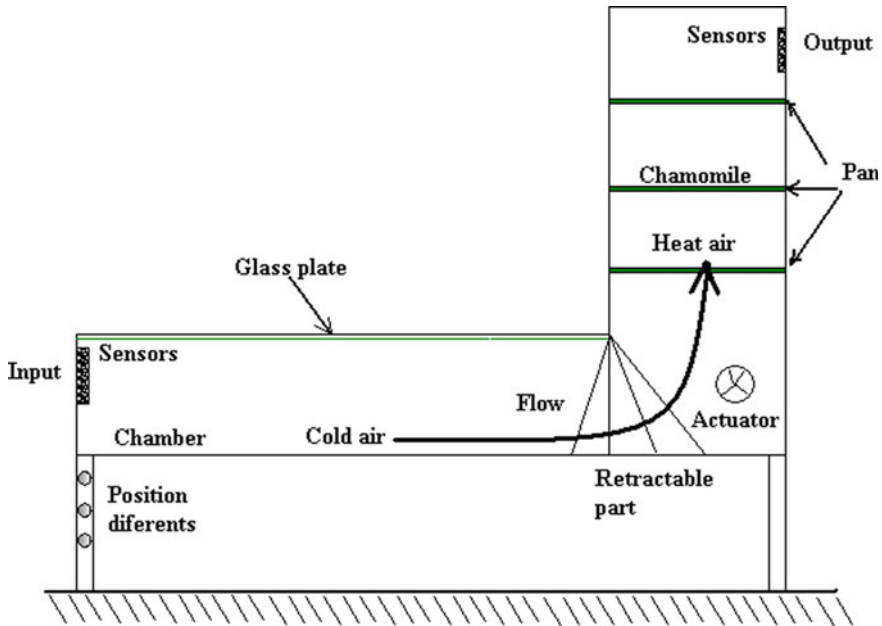 Sensors
Output
Chamomile
Pan
Heat air
Glass plate
Input
Sensors
Flow
Actuator
Chamber
Cold air
Position
diferents
Retractable
part